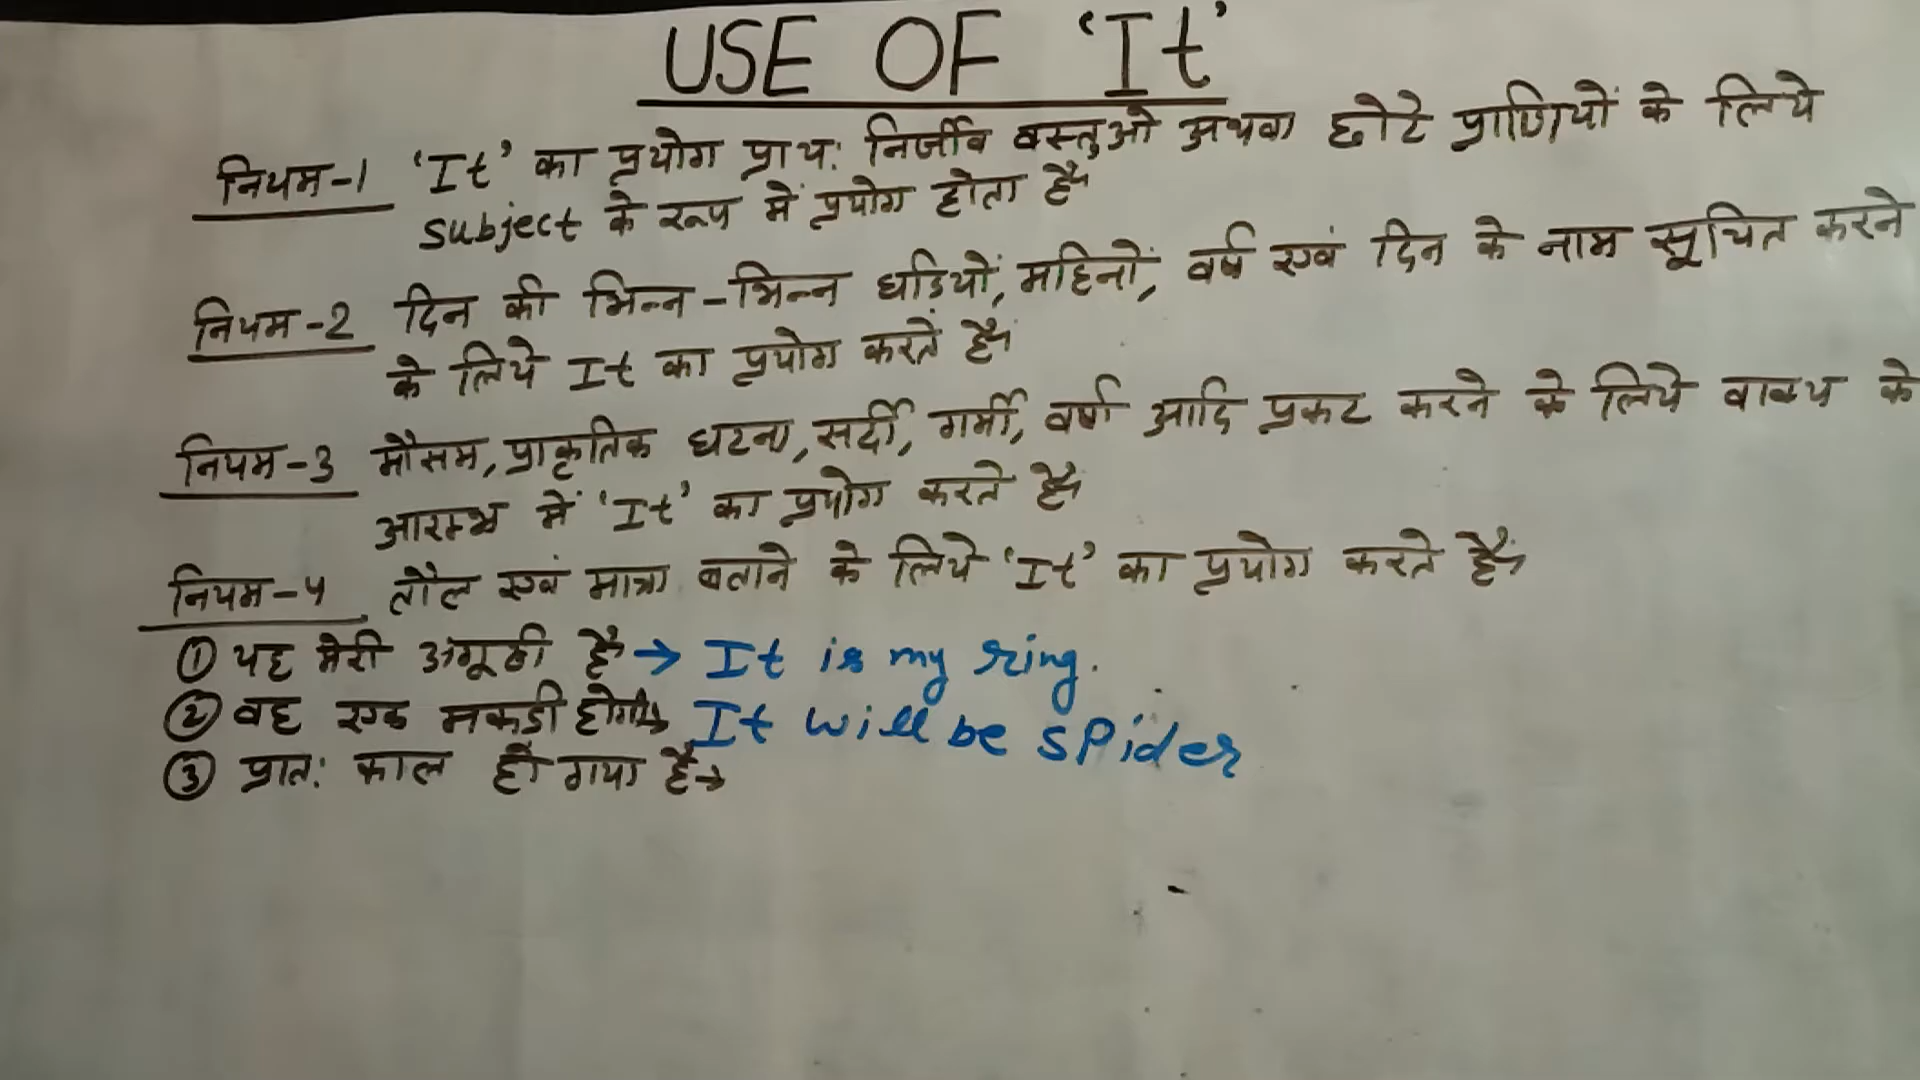 USE OF 'It'
नियम-1 'It' का प्रयोग प्राय: निर्जीव वस्तुओ अथवा छोटे प्राणियों के लिये
subject के रूप में प्रयोग होता है
नियम-2 दिन की भिन्न-भिन्न घडियों, महिनों, वर्ष एवं दिन के नाम सूचित करने
के लिये It का प्रयोग करते है
नियम-3 मौसम, प्राकृतिक घटना, सर्दी, गर्मी, वर्षा आदि प्रकट करने के लिये वाक्य के
आरम्भ में 'It' का प्रयोग करते है
नियम-4 तौल एवं मात्रा बताने के लिये 'It' का प्रयोग करते हैं
① यह मेरी अंगूठी है → It is my ring.
② वह एक मकडी होगी→ It will be spider
③ प्रात: काल हो गया है→